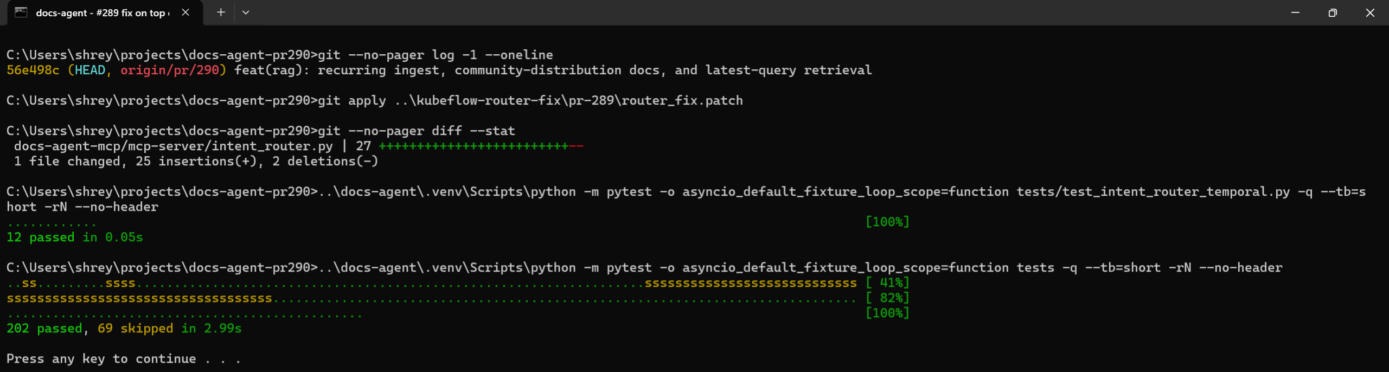 docs-agent - #289 fix on top
C:\Users\shrey\projects\docs-agent-pr290>git --no-pager log -1 --oneline
56e498c (HEAD, origin/pr/290) feat(rag): recurring ingest, community-distribution docs, and latest-query retrieval
C:\Users\shrey\projects\docs-agent-pr290>git apply ..\kubeflow-router-fix\pr-289\router_fix.patch
C:\Users\shrey\projects\docs-agent-pr290>git --no-pager diff --stat
 docs-agent-mcp/mcp-server/intent_router.py | 27 +++++++++++++++++++++++++--
 1 file changed, 25 insertions(+), 2 deletions(-)
C:\Users\shrey\projects\docs-agent-pr290>..\docs-agent\.venv\Scripts\python -m pytest -o asyncio_default_fixture_loop_scope=function tests/test_intent_router_temporal.py -q --tb=s
hort -rN --no-header
............ [100%]
12 passed in 0.05s
C:\Users\shrey\projects\docs-agent-pr290>..\docs-agent\.venv\Scripts\python -m pytest -o asyncio_default_fixture_loop_scope=function tests -q --tb=short -rN --no-header
..ss.........ssss...................................................................ssssssssssssssssssssssssssss [ 41%]
sssssssssssssssssssssssssssssssssss............................................................................. [ 82%]
............................................... [100%]
202 passed, 69 skipped in 2.99s
Press any key to continue . . .